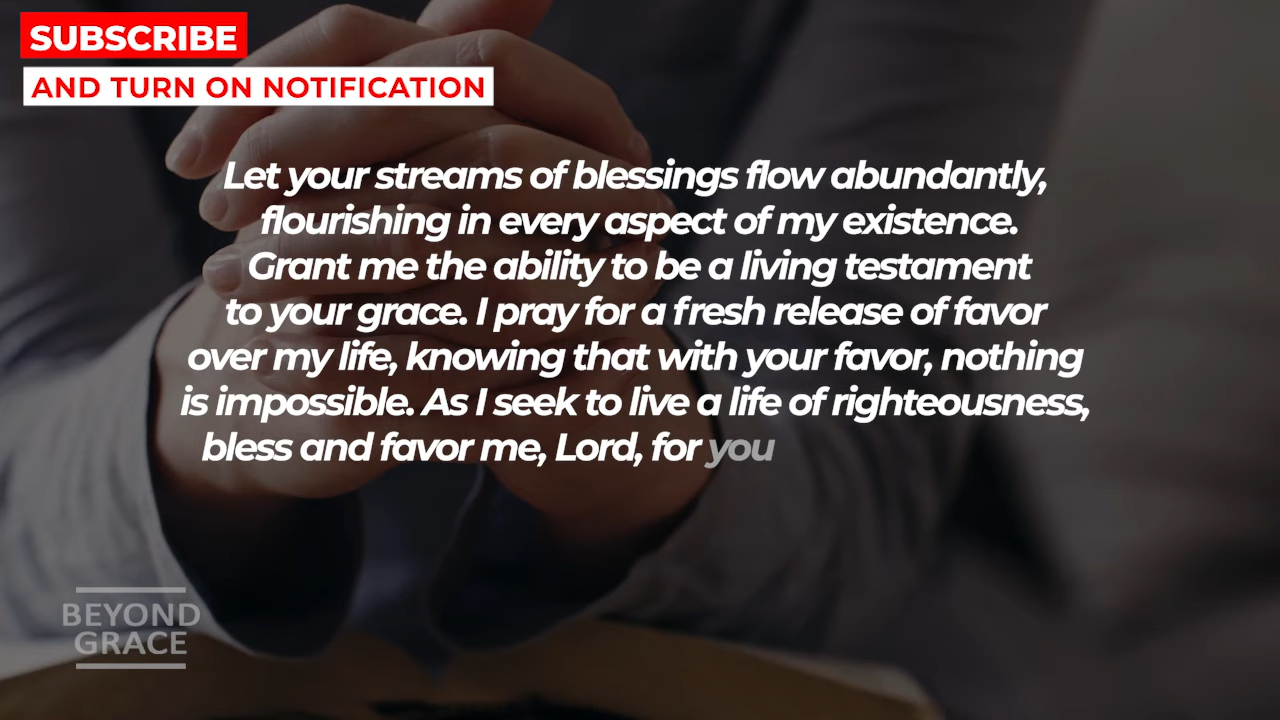 SUBSCRIBE
AND TURN ON NOTIFICATION
Let your streams of blessings flow abundantly,
flourishing in every aspect of my existence.
Grant me the ability to be a living testament
to your grace. I pray for a fresh release of favor
over my life, knowing that with your favor, nothing
is impossible. As I seek to live a life of righteousness,
bless and favor me, Lord, for you
BEYOND
GRACE